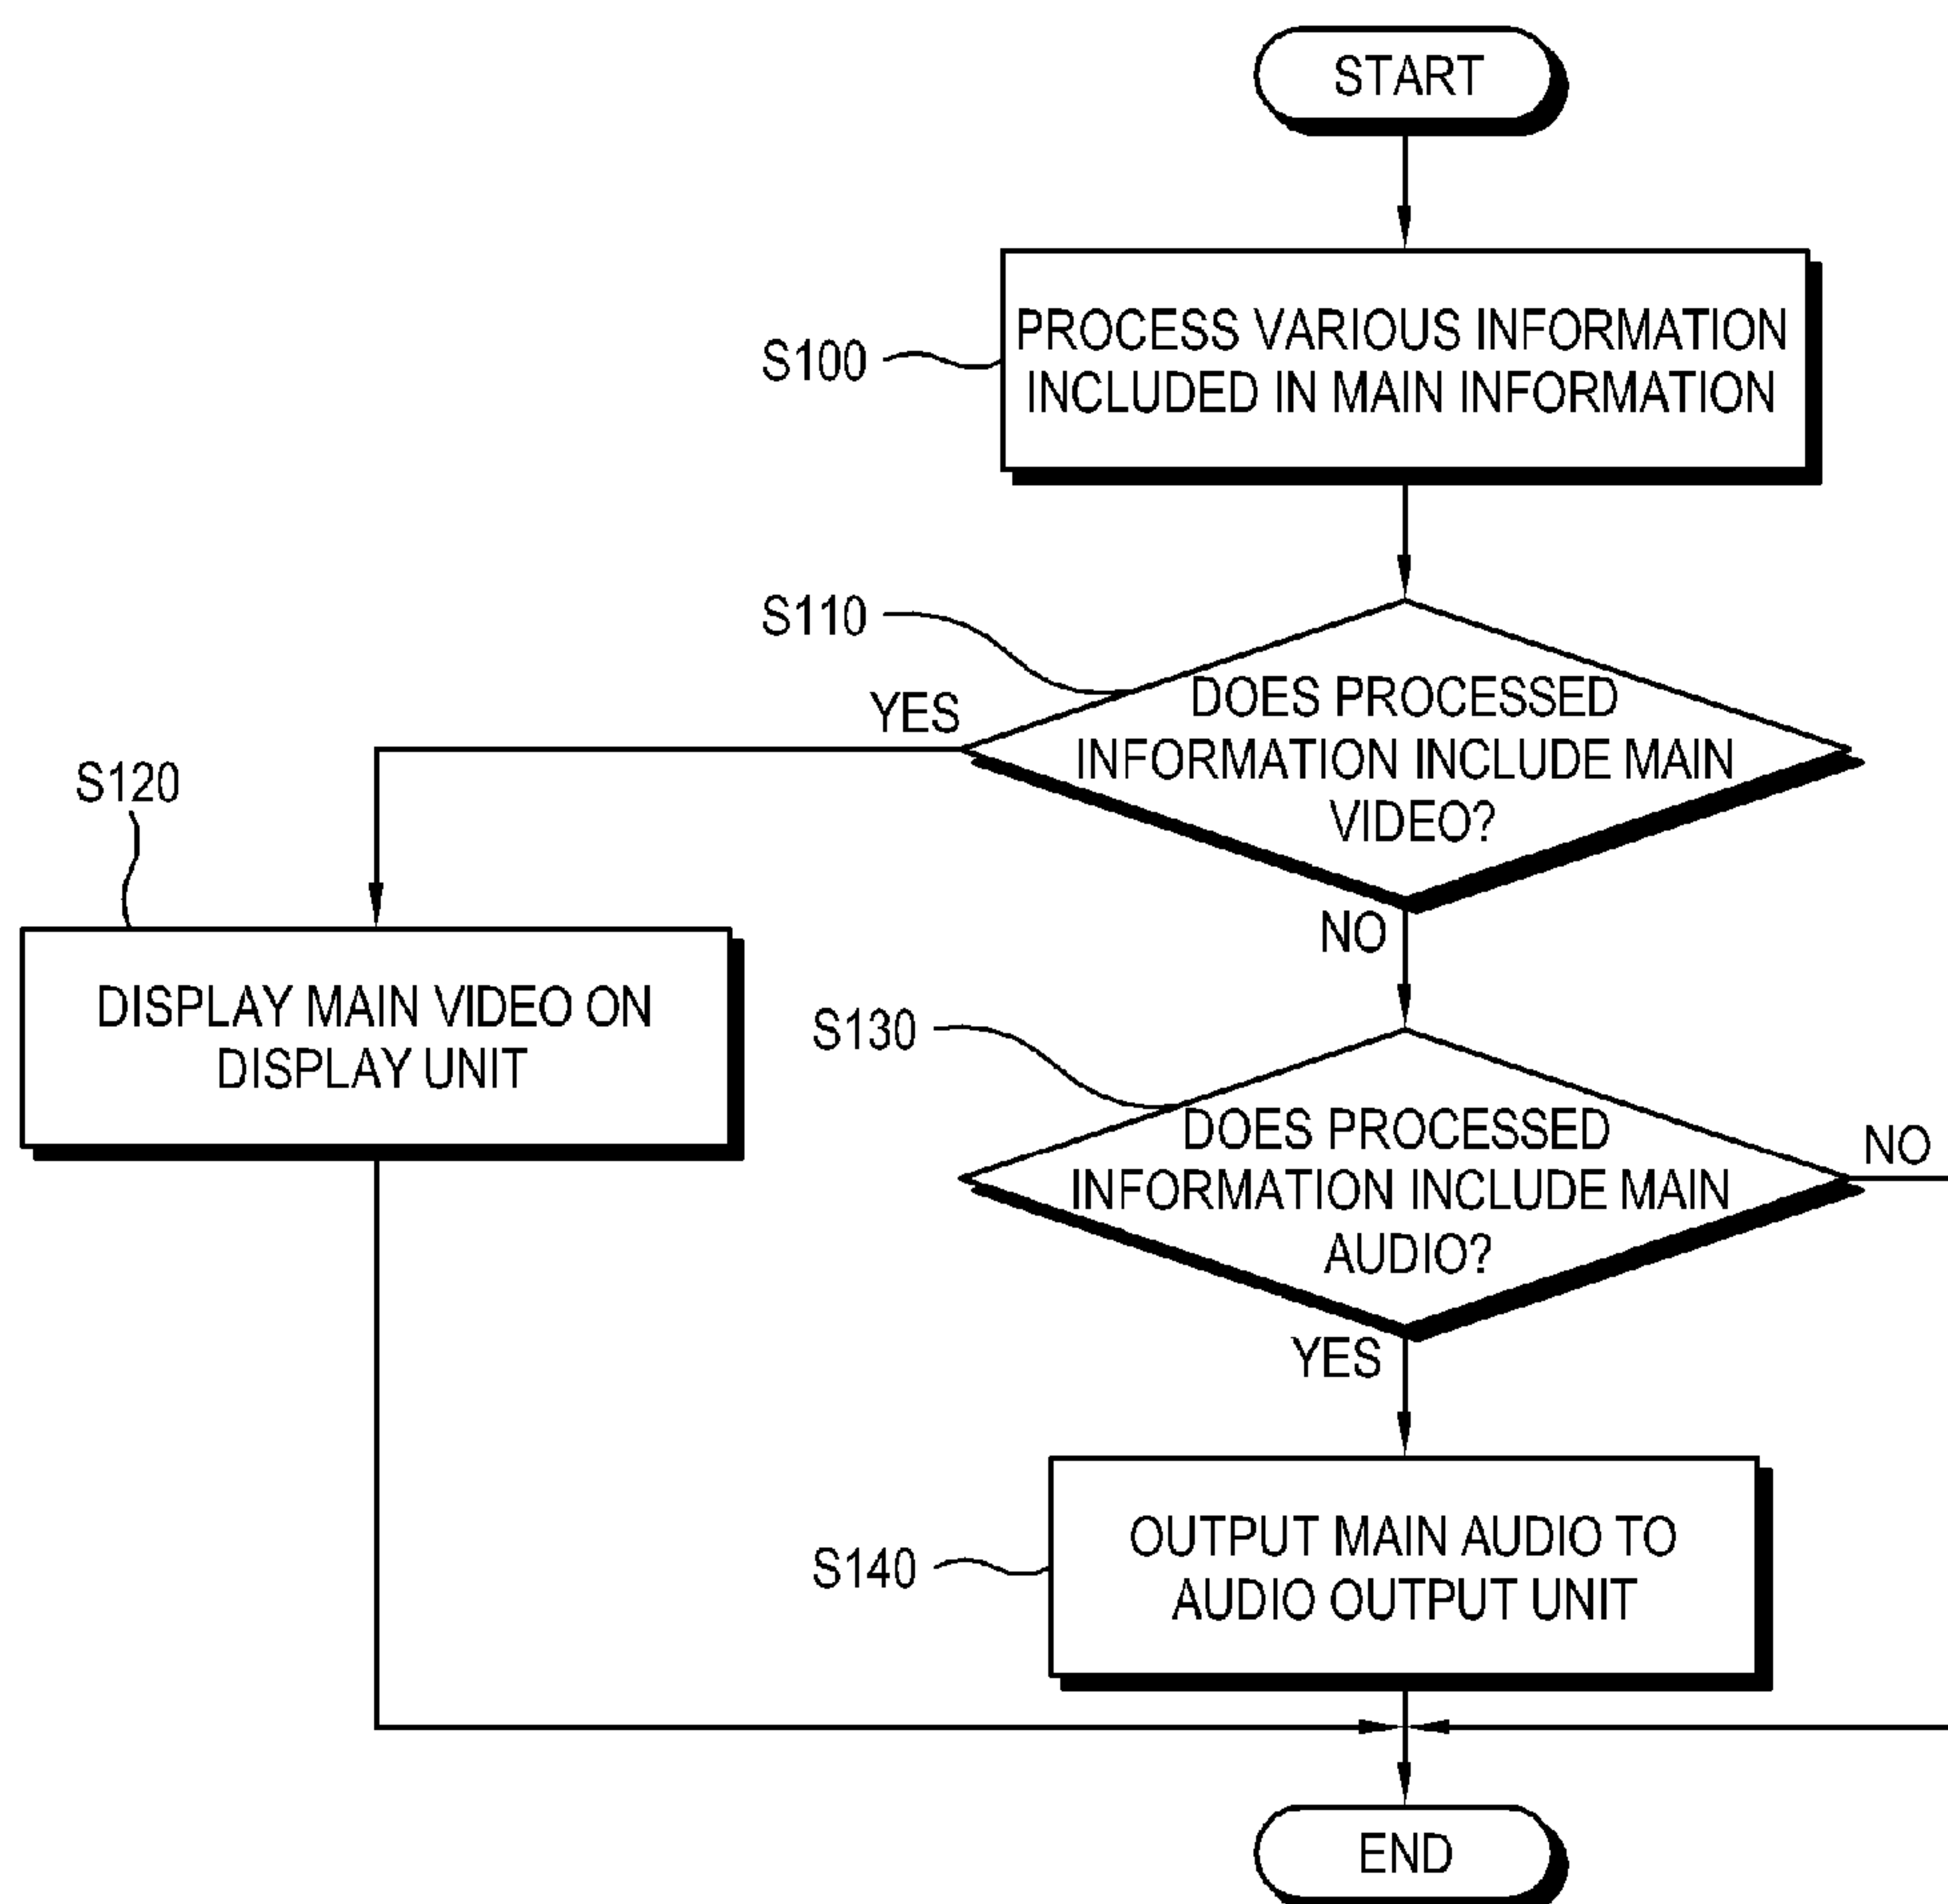 START
S100
PROCESS VARIOUS INFORMATION
INCLUDED IN MAIN INFORMATION
S110
DOES PROCESSED
INFORMATION INCLUDE MAIN
VIDEO?
YES
NO
S120
DISPLAY MAIN VIDEO ON
DISPLAY UNIT
S130
DOES PROCESSED
INFORMATION INCLUDE MAIN
AUDIO?
NO
YES
S140
OUTPUT MAIN AUDIO TO
AUDIO OUTPUT UNIT
END